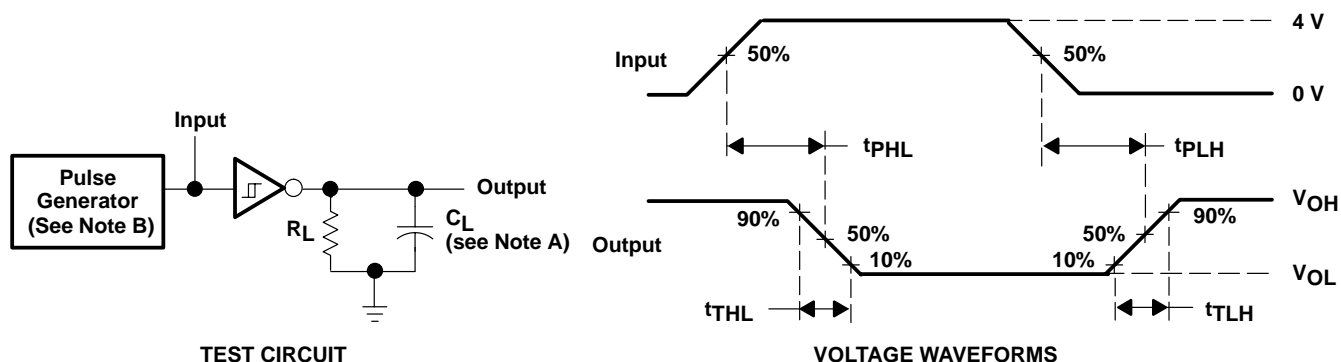 Input
Pulse
Generator
(See Note B)
RL
CL
(see Note A)
Output
TEST CIRCUIT
4 V
Input
50%
50%
0 V
tPHL
tPLH
VOH
90%
90%
Output
50%
50%
10%
10%
VOL
tTHL
tTLH
VOLTAGE WAVEFORMS